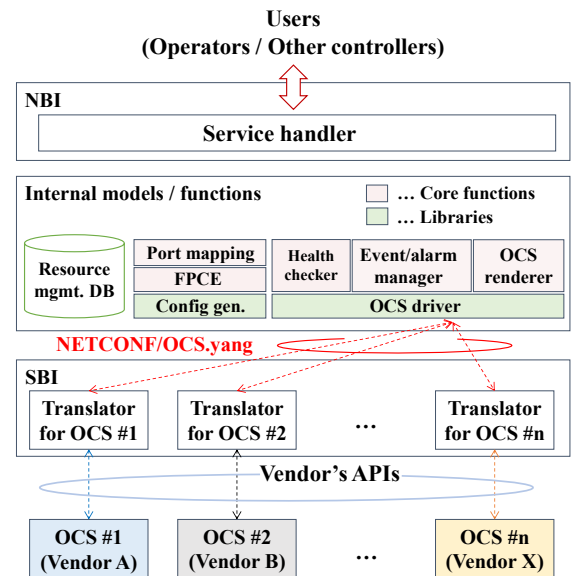 Users
(Operators / Other controllers)
NBI
Service handler
Internal models / functions
… Core functions
… Libraries
Resource
mgmt. DB
Port mapping
FPCE
Config gen.
Health
checker
Event/alarm
manager
OCS
renderer
OCS driver
NETCONF/OCS.yang
SBI
Translator
for OCS #1
Translator
for OCS #2
…
Translator
for OCS #n
Vendor's APIs
OCS #1
(Vendor A)
OCS #2
(Vendor B)
…
OCS #n
(Vendor X)